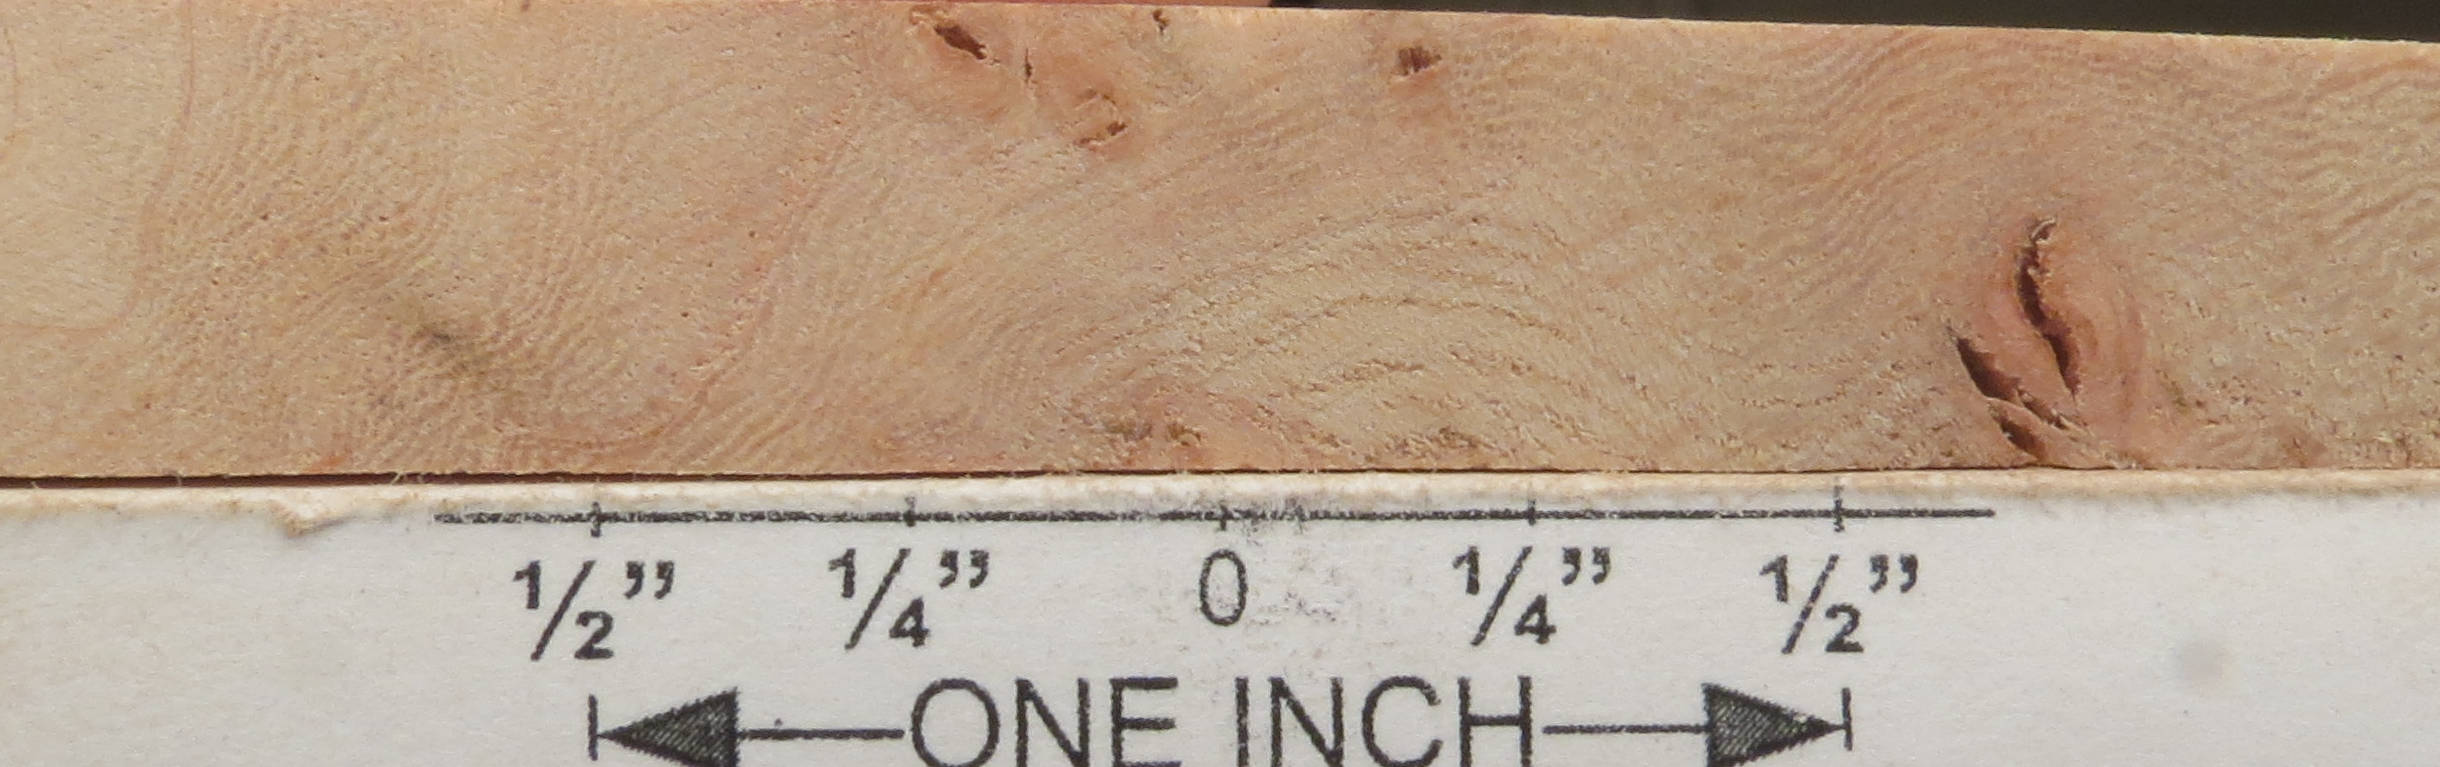 1/2” 1/4” 0 1/4” 1/2”
ONE INCH